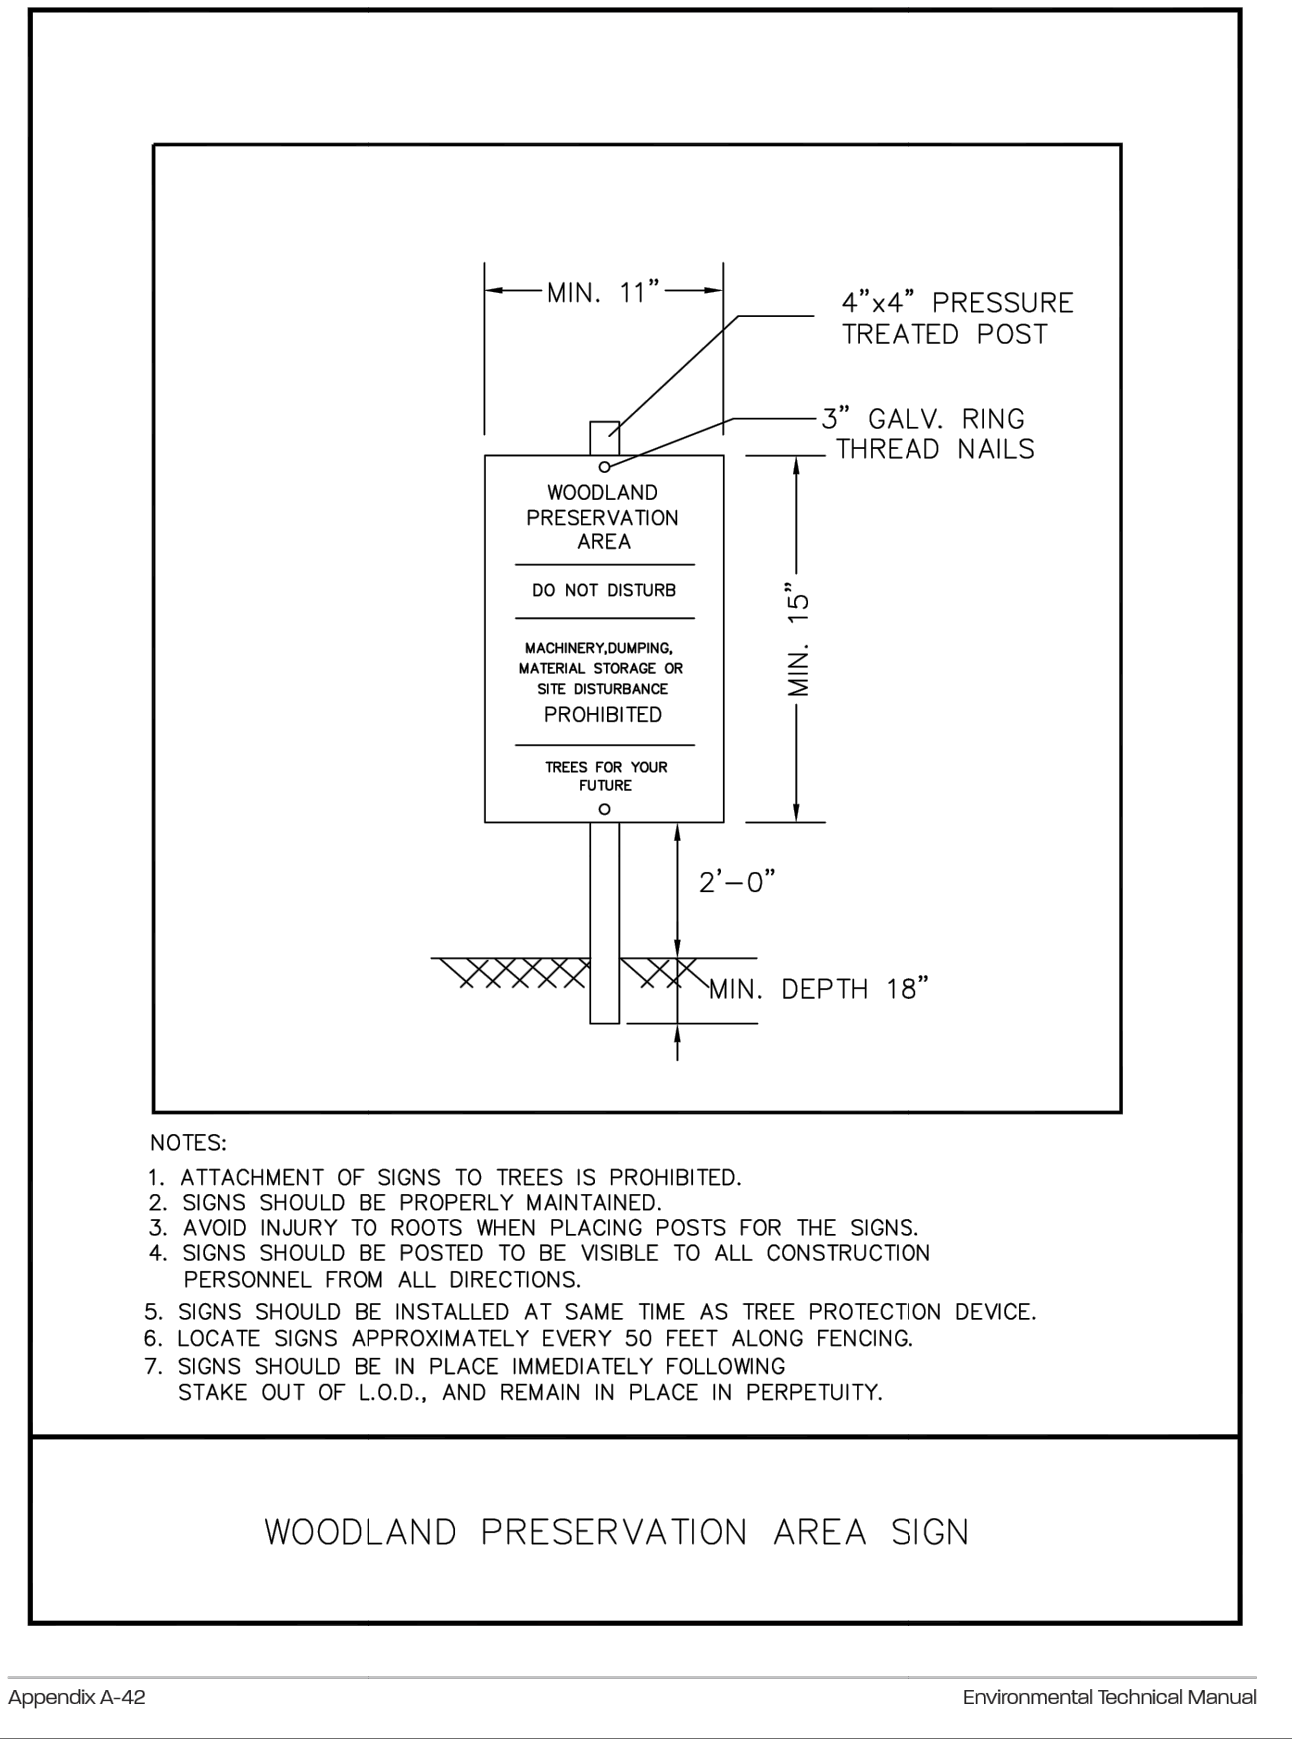 MIN. 11”
4”x4” PRESSURE
TREATED POST
3” GALV. RING
THREAD NAILS
WOODLAND
PRESERVATION
AREA
DO NOT DISTURB
MACHINERY,DUMPING,
MATERIAL STORAGE OR
SITE DISTURBANCE
PROHIBITED
TREES FOR YOUR
FUTURE
MIN. 15”
2’–0”
MIN. DEPTH 18”
NOTES:
1. ATTACHMENT OF SIGNS TO TREES IS PROHIBITED.
2. SIGNS SHOULD BE PROPERLY MAINTAINED.
3. AVOID INJURY TO ROOTS WHEN PLACING POSTS FOR THE SIGNS.
4. SIGNS SHOULD BE POSTED TO BE VISIBLE TO ALL CONSTRUCTION
PERSONNEL FROM ALL DIRECTIONS.
5. SIGNS SHOULD BE INSTALLED AT SAME TIME AS TREE PROTECTION DEVICE.
6. LOCATE SIGNS APPROXIMATELY EVERY 50 FEET ALONG FENCING.
7. SIGNS SHOULD BE IN PLACE IMMEDIATELY FOLLOWING
STAKE OUT OF L.O.D., AND REMAIN IN PLACE IN PERPETUITY.
WOODLAND PRESERVATION AREA SIGN
Appendix A-42
Environmental Technical Manual